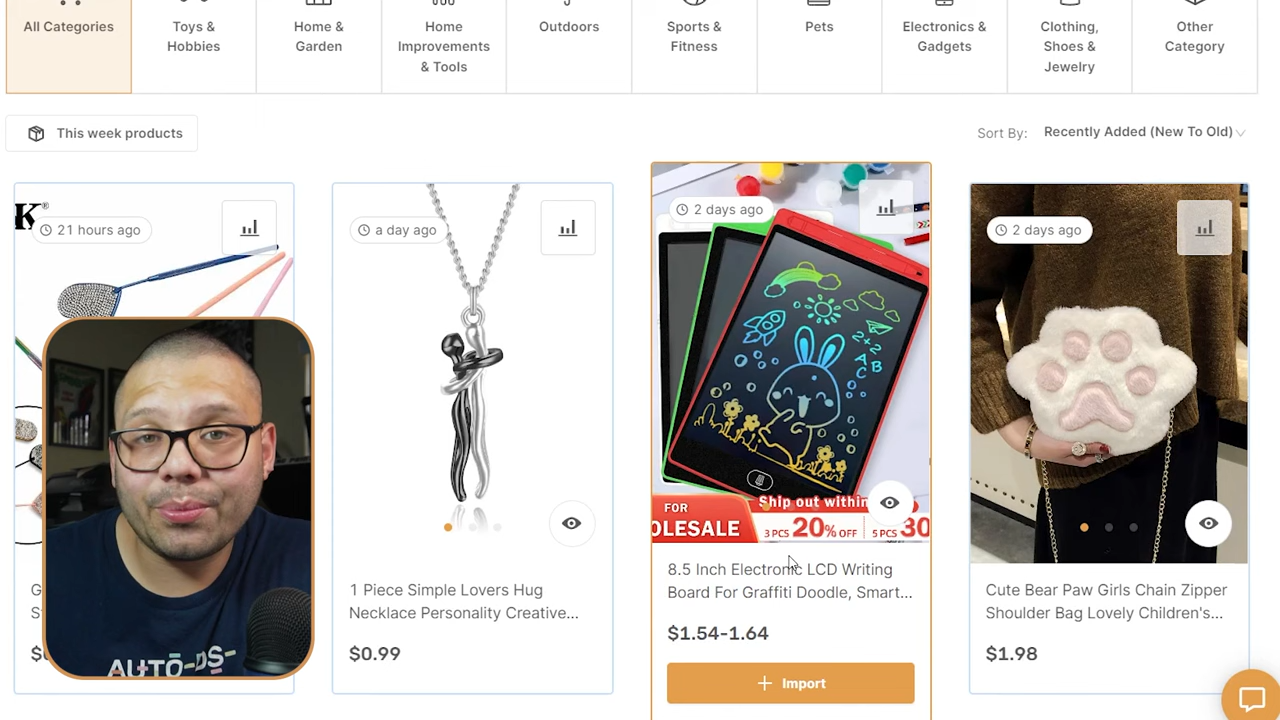 All Categories
Toys &
Hobbies
Home &
Garden
Home
Improvements
& Tools
Outdoors
Sports &
Fitness
Pets
Electronics &
Gadgets
Clothing,
Shoes &
Jewelry
Other
Category
This week products
Sort By: Recently Added (New To Old)
K®
21 hours ago
AUTO-DS-
a day ago
1 Piece Simple Lovers Hug
Necklace Personality Creative...
$0.99
2 days ago
2+2
A B
C
FOR
OLESALE
Ship out within
3 PCS 20% OFF 5 PCS 30
8.5 Inch Electronic LCD Writing
Board For Graffiti Doodle, Smart...
$1.54-1.64
+ Import
2 days ago
Cute Bear Paw Girls Chain Zipper
Shoulder Bag Lovely Children's...
$1.98